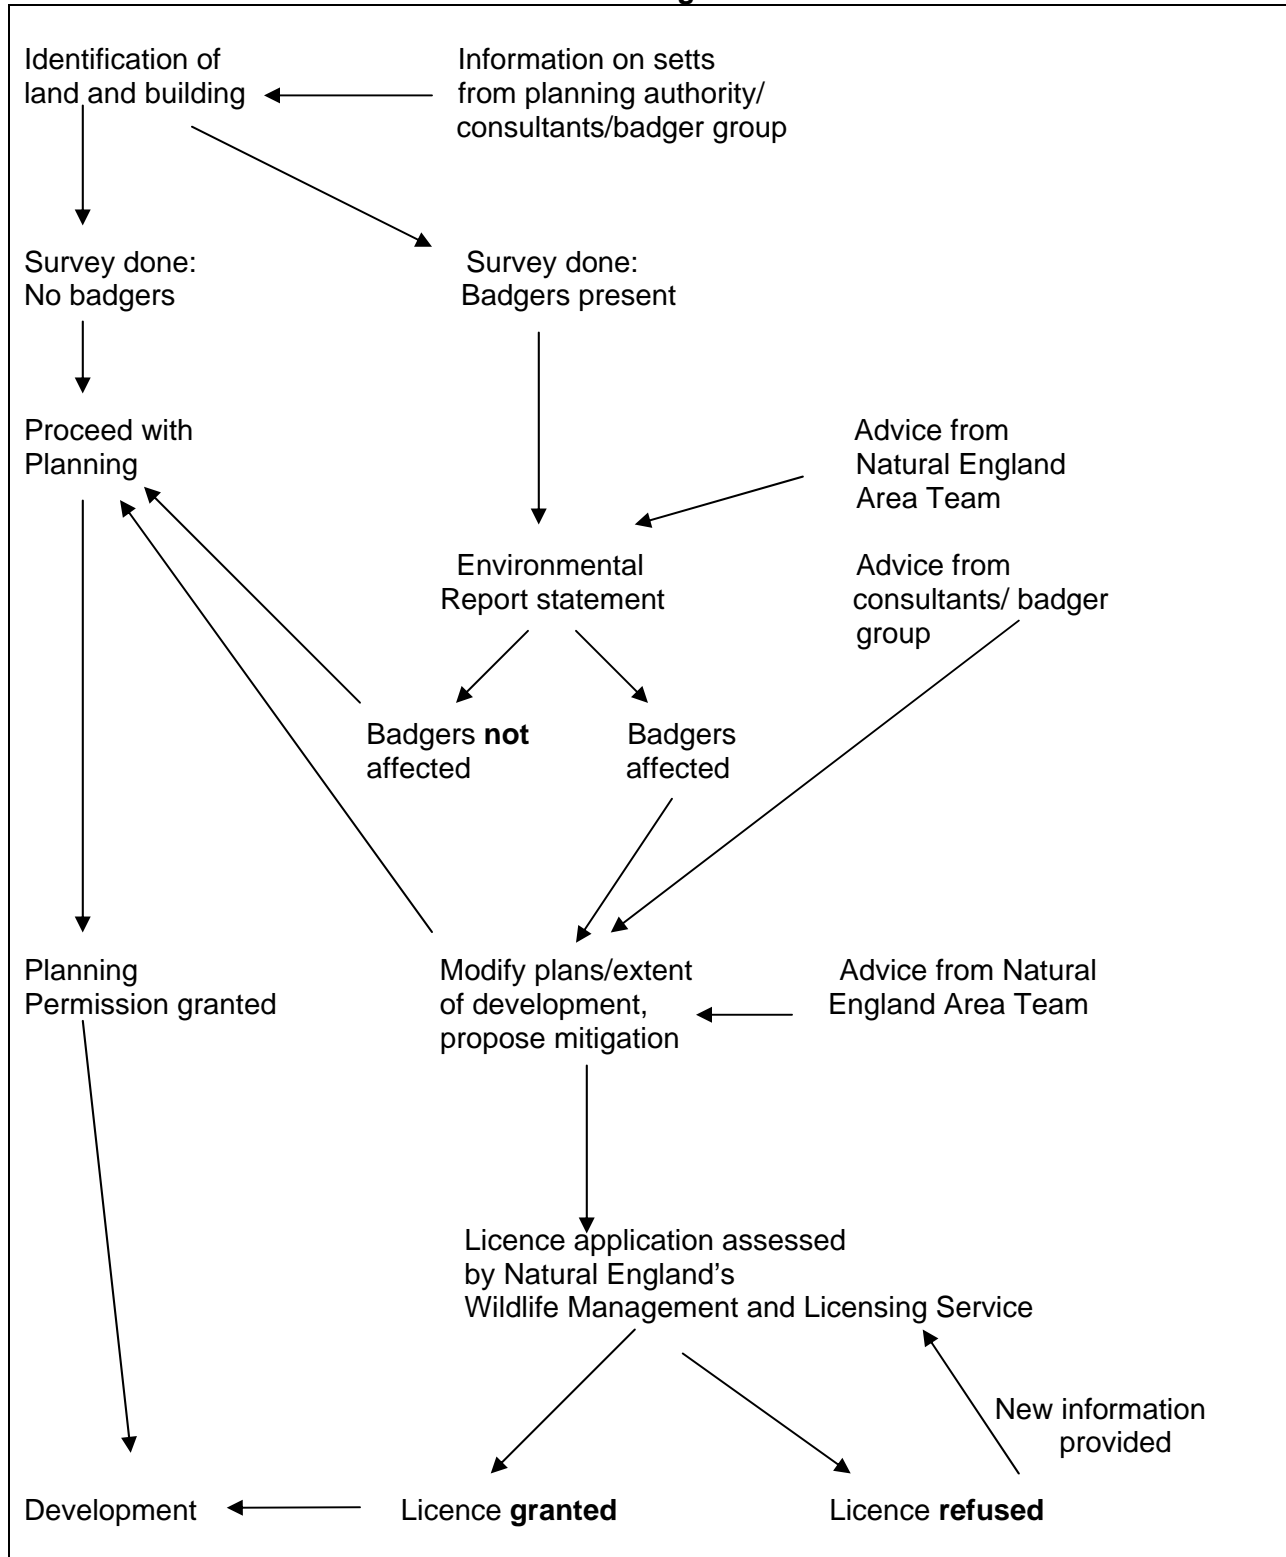 Identification of
land and building
Information on setts
from planning authority/
consultants/badger group
Survey done:
No badgers
Survey done:
Badgers present
Proceed with
Planning
Advice from
Natural England
Area Team
Environmental
Report statement
Advice from
consultants/ badger
group
Badgers not
affected
Badgers
affected
Planning
Permission granted
Modify plans/extent
of development,
propose mitigation
Advice from Natural
England Area Team
Licence application assessed
by Natural England’s
Wildlife Management and Licensing Service
New information
provided
Development
Licence granted
Licence refused